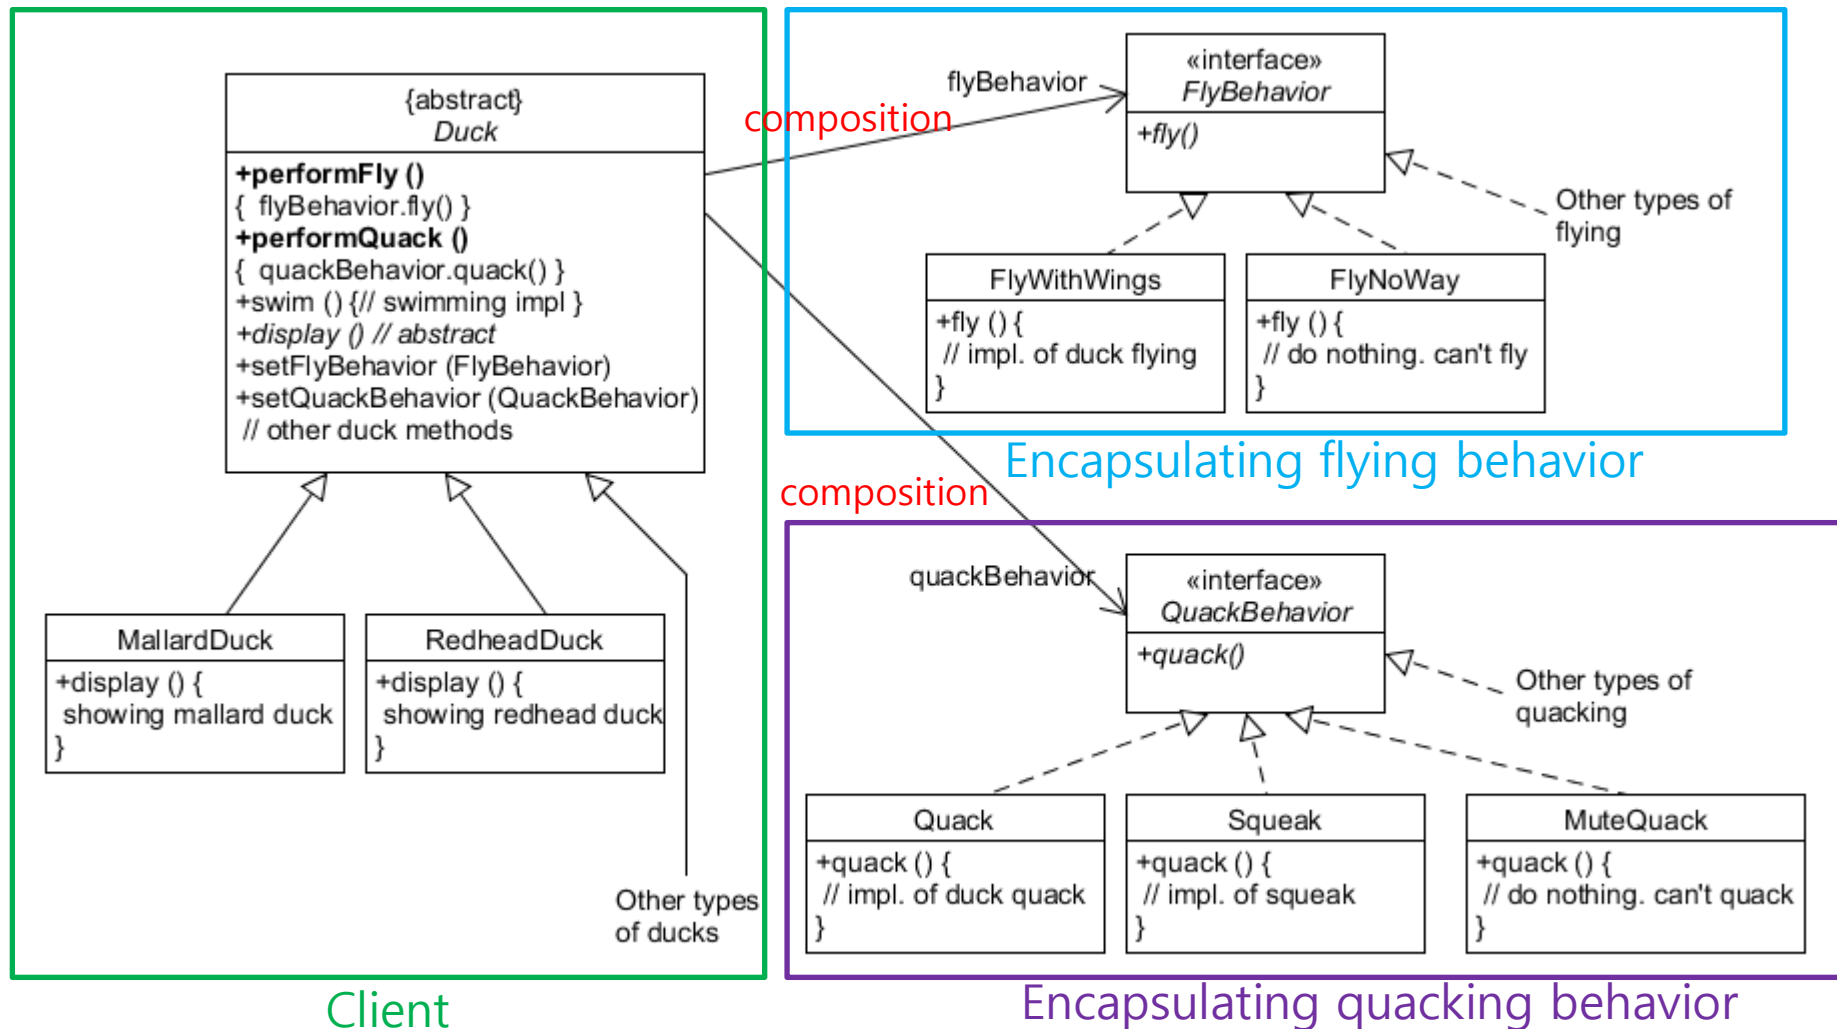 {abstract}
Duck
+performFly ()
{ flyBehavior.fly() }
+performQuack ()
{ quackBehavior.quack() }
+swim () {// swimming impl }
+display () // abstract
+setFlyBehavior (FlyBehavior)
+setQuackBehavior (QuackBehavior)
// other duck methods
MallardDuck
+display () {
showing mallard duck
}
RedheadDuck
+display () {
showing redhead duck
}
Other types
of ducks
Client
composition
flyBehavior
«interface»
FlyBehavior
+fly()
Other types of
flying
FlyWithWings
+fly () {
// impl. of duck flying
}
FlyNoWay
+fly () {
// do nothing. can't fly
}
Encapsulating flying behavior
composition
quackBehavior
«interface»
QuackBehavior
+quack()
Other types of
quacking
Quack
+quack () {
// impl. of duck quack
}
Squeak
+quack () {
// impl. of squeak
}
MuteQuack
+quack () {
// do nothing. can't quack
}
Encapsulating quacking behavior